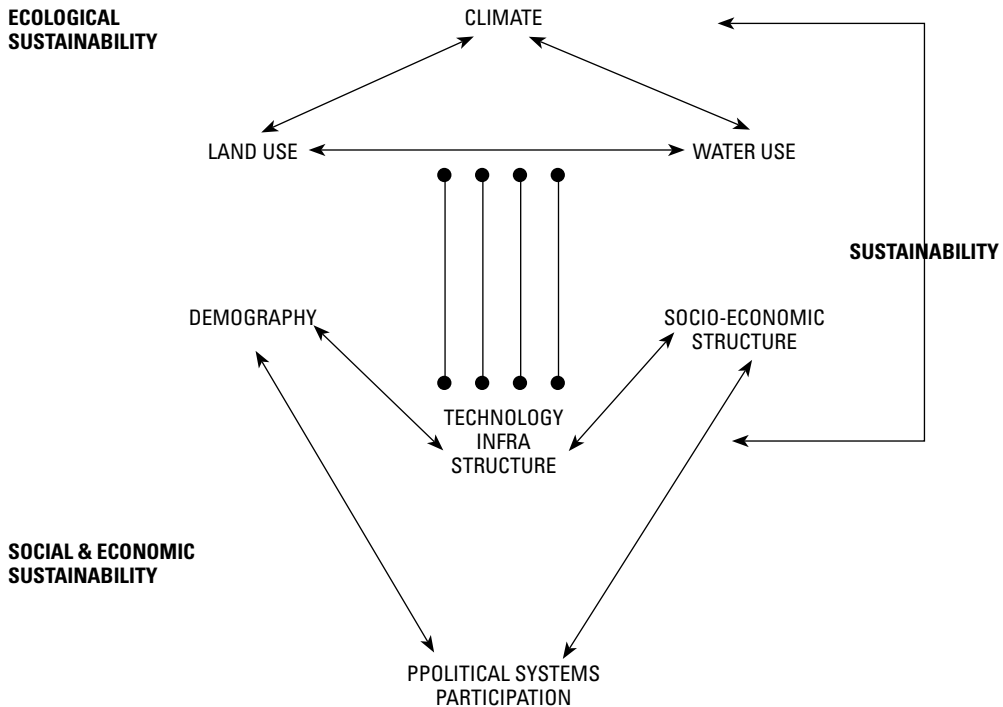 ECOLOGICAL
SUSTAINABILITY
CLIMATE
LAND USE
WATER USE
SUSTAINABILITY
DEMOGRAPHY
SOCIO-ECONOMIC
STRUCTURE
TECHNOLOGY
INFRA
STRUCTURE
SOCIAL & ECONOMIC
SUSTAINABILITY
PPOLITICAL SYSTEMS
PARTICIPATION